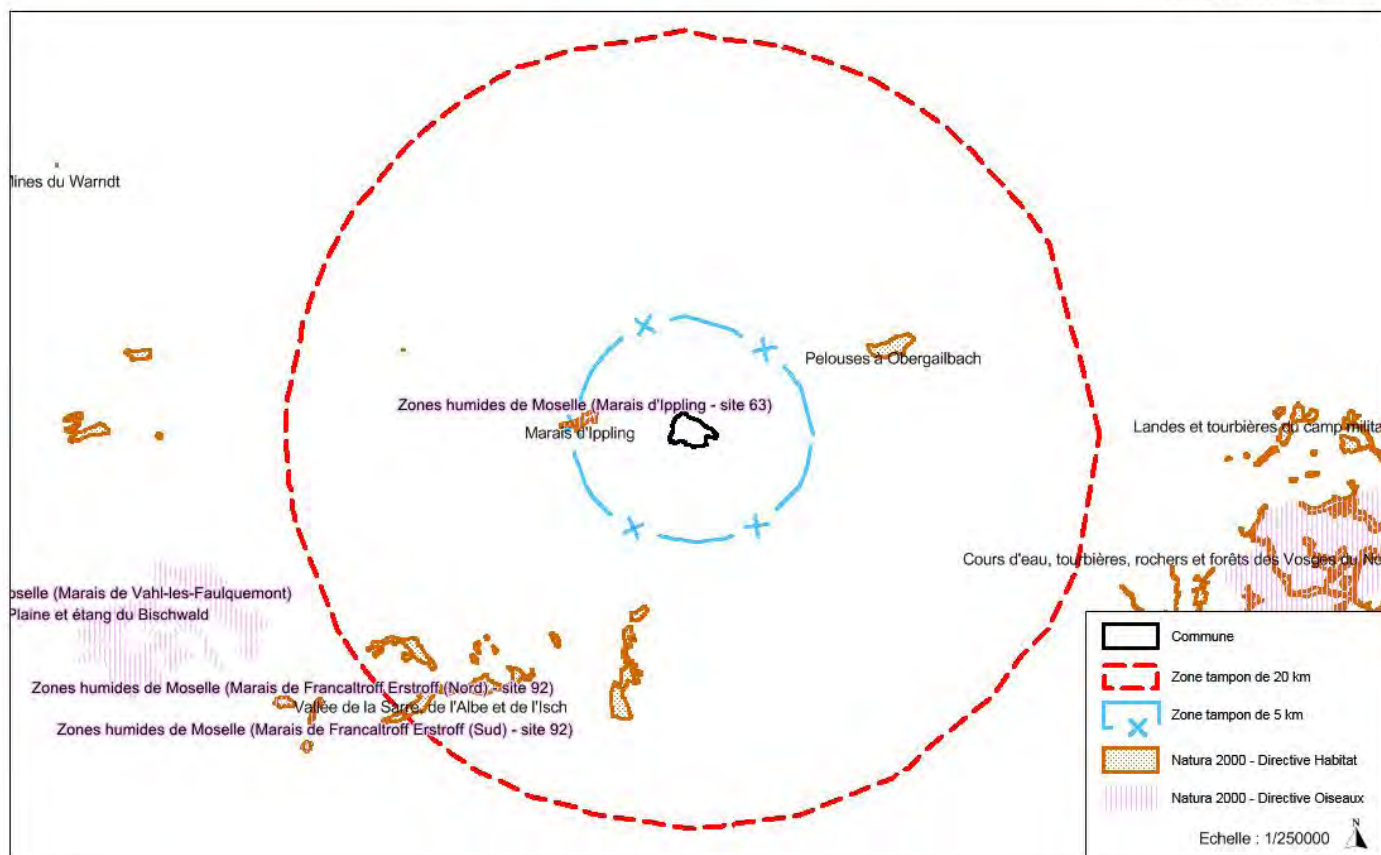 Mines du Warndt
Pelouses à Obergailbach
Zones humides de Moselle (Marais d'Ippling - site 63)
Marais d'Ippling
Landes et tourbières du camp milita
Cours d'eau, tourbières, rochers et forêts des Vosges du No
oselle (Marais de Vahl-les-Faulquemont)
Plaine et étang du Bischwald
Zones humides de Moselle (Marais de Francaltroff Erstroff (Nord) - site 92)
Vallée de la Sarre, de l'Albe et de l'Isch
Zones humides de Moselle (Marais de Francaltroff Erstroff (Sud) - site 92)
Commune
Zone tampon de 20 km
Zone tampon de 5 km
Natura 2000 - Directive Habitat
Natura 2000 - Directive Oiseaux
Echelle : 1/250000
N